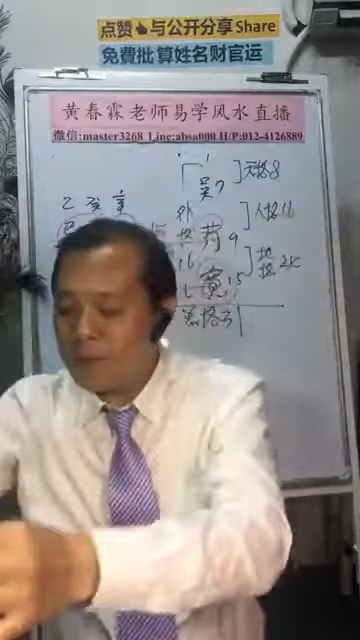 点赞👍与公开分享Share
免费批算姓名财官运
黄春霖老师易学风水直播
微信:master3268 Line:absa000 H/P:012-4126889
吴7
天格8
乙 癸 辛
外
人格16
9
16
地格24
15
总格31